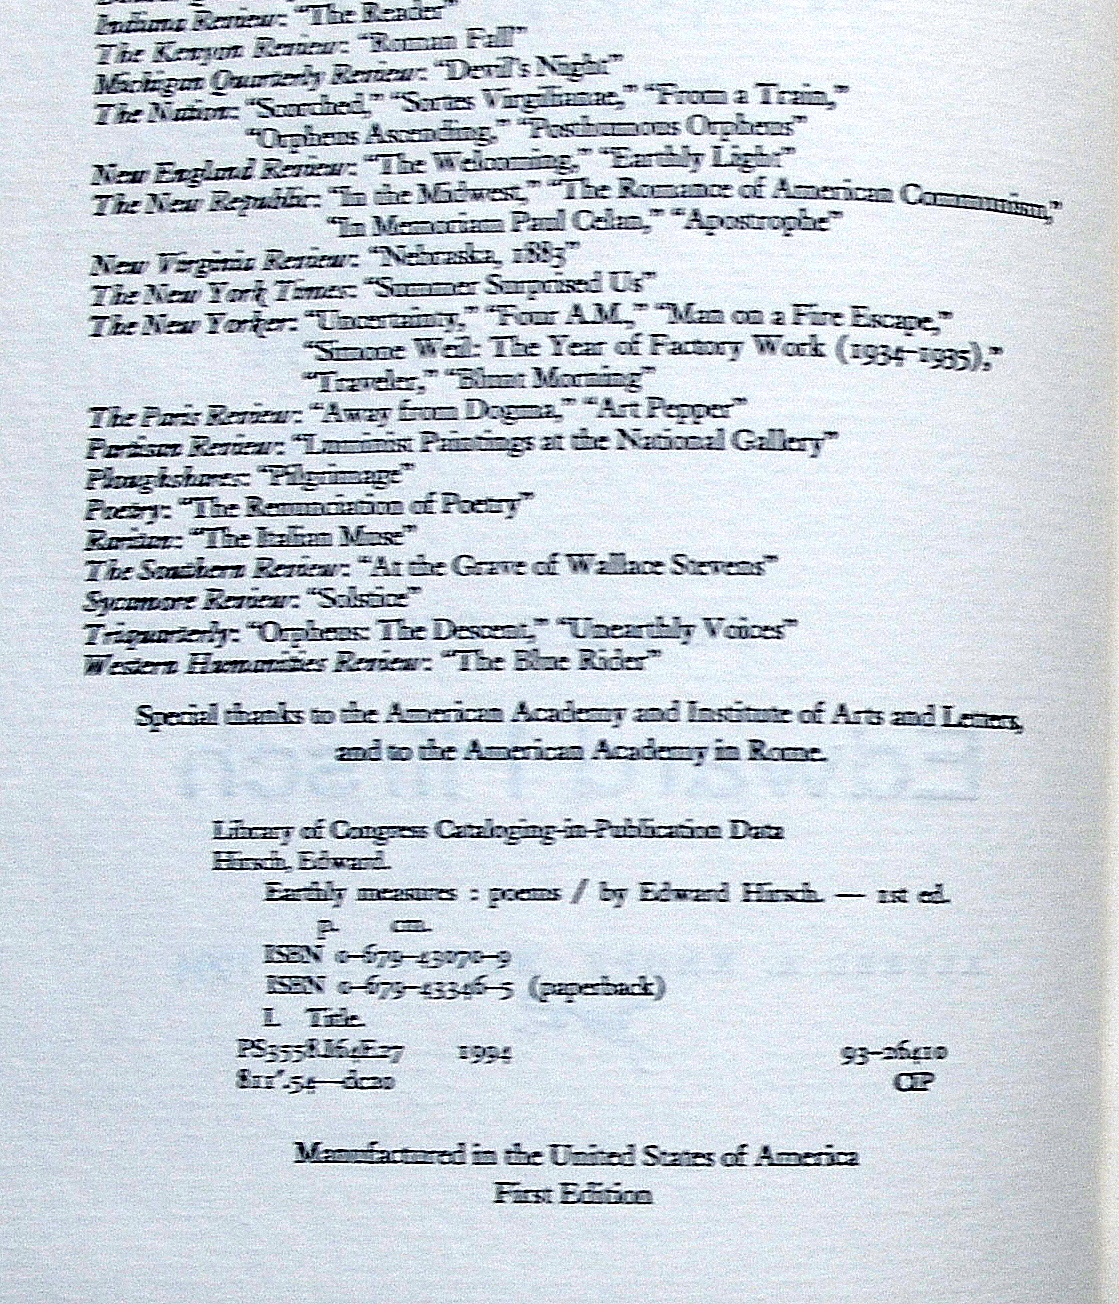 Indiana Review: “The Reader”
The Kenyon Review: “Roman Fall”
Michigan Quarterly Review: “Devil’s Night”
The Nation: “Scorched,” “Sortes Virgilianae,” “From a Train,”
“Orpheus Ascending,” “Posthumous Orpheus”
New England Review: “The Welcoming,” “Earthly Light”
The New Republic: “In the Midwest,” “The Romance of American Communism,”
“In Memoriam Paul Celan,” “Apostrophe”
New Virginia Review: “Nebraska, 1883”
The New York Times: “Summer Surprised Us”
The New Yorker: “Uncertainty,” “Four A.M.,” “Man on a Fire Escape,”
“Simone Weil: The Year of Factory Work (1934–1935),”
“Traveler,” “Blunt Morning”
The Paris Review: “Away from Dogma,” “Art Pepper”
Partisan Review: “Luminist Paintings at the National Gallery”
Ploughshares: “Pilgrimage”
Poetry: “The Renunciation of Poetry”
Raritan: “The Italian Muse”
The Southern Review: “At the Grave of Wallace Stevens”
Sycamore Review: “Solstice”
Triquarterly: “Orpheus: The Descent,” “Unearthly Voices”
Western Humanities Review: “The Blue Rider”
Special thanks to the American Academy and Institute of Arts and Letters,
and to the American Academy in Rome.
Library of Congress Cataloging-in-Publication Data
Hirsch, Edward.
Earthly measures : poems / by Edward Hirsch. — 1st ed.
p. cm.
ISBN 0–679–43070–9
ISBN 0–679–43346–5 (paperback)
I. Title.
PS3558.I64E27 1994 93–26410
811'.54—dc20 CIP
Manufactured in the United States of America
First Edition